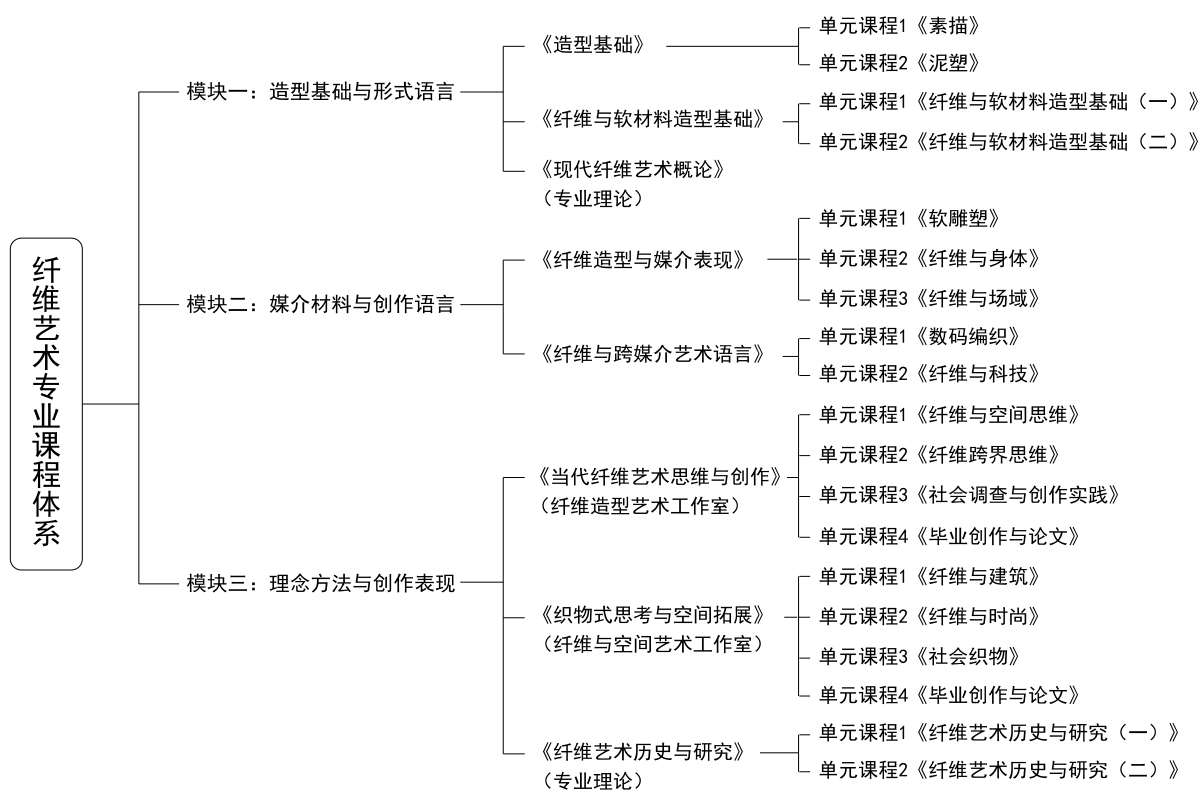 纤维艺术专业课程体系
模块一：造型基础与形式语言
《造型基础》
单元课程1《素描》
单元课程2《泥塑》
《纤维与软材料造型基础》
单元课程1《纤维与软材料造型基础（一）》
单元课程2《纤维与软材料造型基础（二）》
《现代纤维艺术概论》
（专业理论）
模块二：媒介材料与创作语言
《纤维造型与媒介表现》
单元课程1《软雕塑》
单元课程2《纤维与身体》
单元课程3《纤维与场域》
《纤维与跨媒介艺术语言》
单元课程1《数码编织》
单元课程2《纤维与科技》
模块三：理念方法与创作表现
《当代纤维艺术思维与创作》
（纤维造型艺术工作室）
单元课程1《纤维与空间思维》
单元课程2《纤维跨界思维》
单元课程3《社会调查与创作实践》
单元课程4《毕业创作与论文》
《织物式思考与空间拓展》
（纤维与空间艺术工作室）
单元课程1《纤维与建筑》
单元课程2《纤维与时尚》
单元课程3《社会织物》
单元课程4《毕业创作与论文》
《纤维艺术历史与研究》
（专业理论）
单元课程1《纤维艺术历史与研究（一）》
单元课程2《纤维艺术历史与研究（二）》